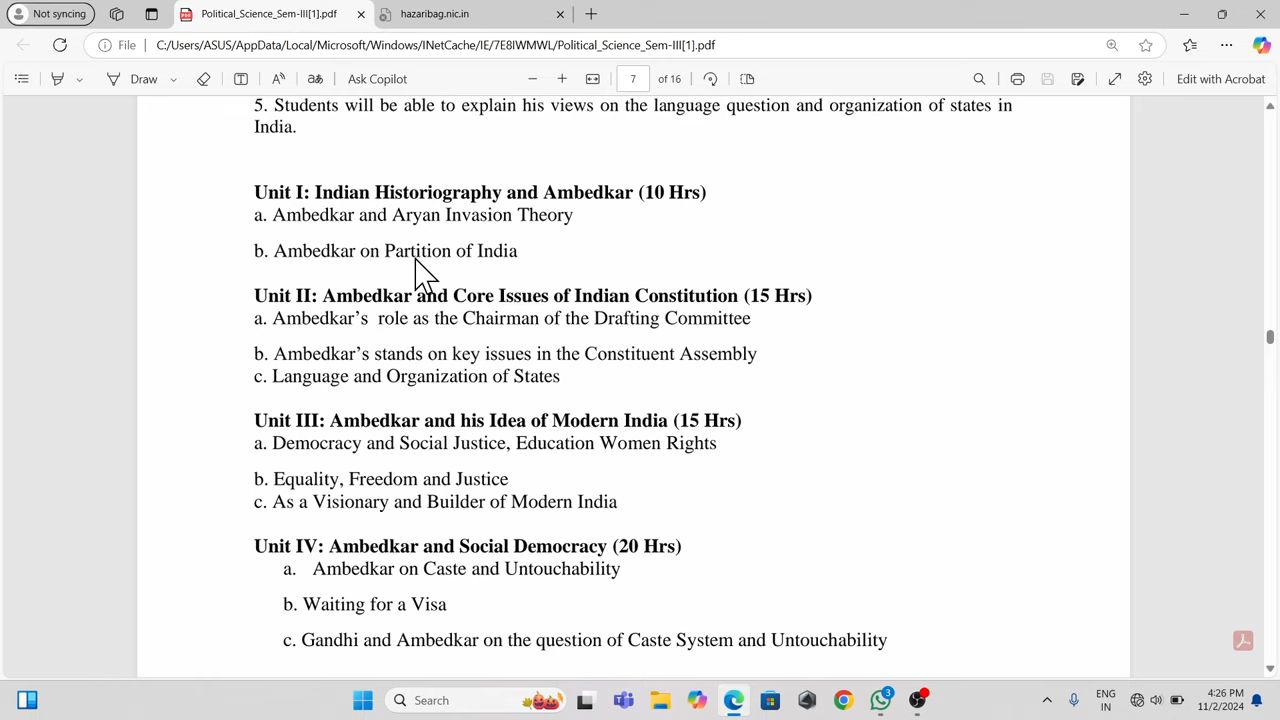 Not syncing
Political_Science_Sem-III[1].pdf
hazaribag.nic.in
File
C:/Users/ASUS/AppData/Local/Microsoft/Windows/INetCache/IE/7E8IWMWL/Political_Science_Sem-III[1].pdf
Draw
Ask Copilot
7 of 16
Edit with Acrobat
5. Students will be able to explain his views on the language question and organization of states in
India.
Unit I: Indian Historiography and Ambedkar (10 Hrs)
a. Ambedkar and Aryan Invasion Theory
b. Ambedkar on Partition of India
Unit II: Ambedkar and Core Issues of Indian Constitution (15 Hrs)
a. Ambedkar’s  role as the Chairman of the Drafting Committee
b. Ambedkar’s stands on key issues in the Constituent Assembly
c. Language and Organization of States
Unit III: Ambedkar and his Idea of Modern India (15 Hrs)
a. Democracy and Social Justice, Education Women Rights
b. Equality, Freedom and Justice
c. As a Visionary and Builder of Modern India
Unit IV: Ambedkar and Social Democracy (20 Hrs)
a.   Ambedkar on Caste and Untouchability
b. Waiting for a Visa
c. Gandhi and Ambedkar on the question of Caste System and Untouchability
Search
3
ENG
IN
4:26 PM
11/2/2024